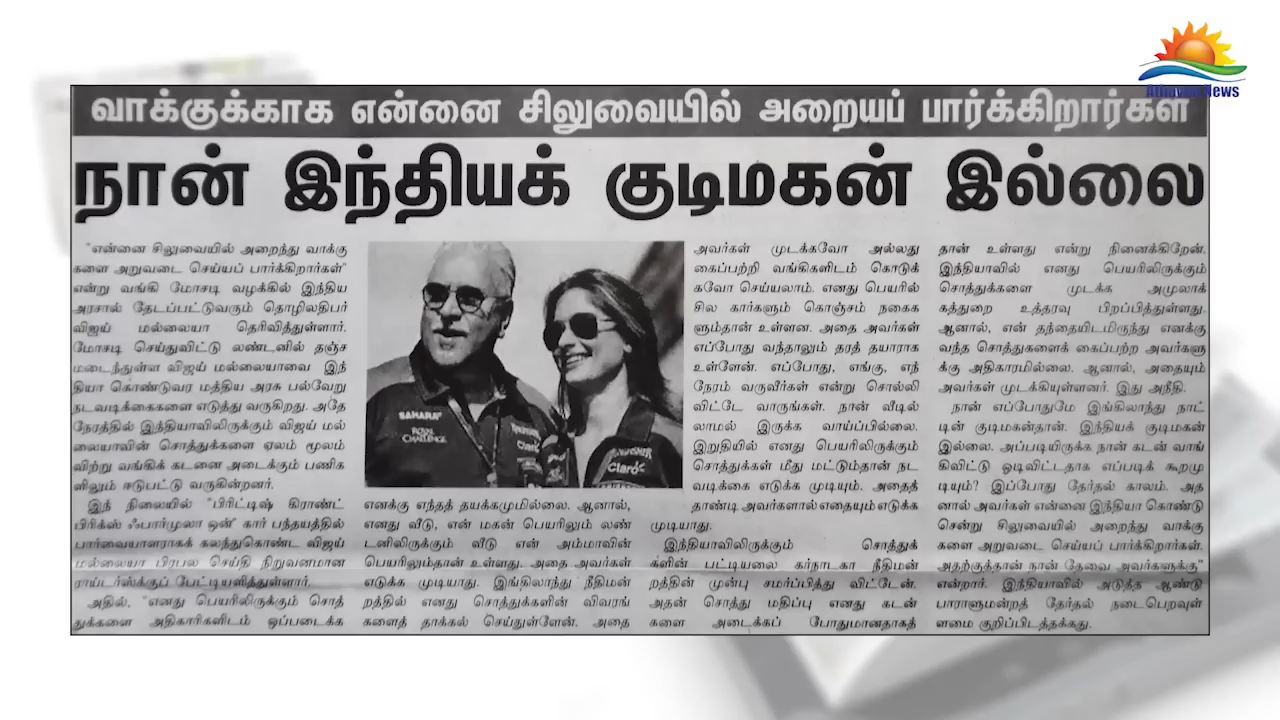 Athavan News
வாக்குக்காக என்னை சிலுவையில் அறையப் பார்க்கிறார்கள்
நான் இந்தியக் குடிமகன் இல்லை
"என்னை சிலுவையில் அறைந்து வாக்கு
களை அறுவடை செய்யப் பார்க்கிறார்கள்"
என்று வங்கி மோசடி வழக்கில் இந்திய
அரசால் தேடப்பட்டுவரும் தொழிலதிபர்
விஜய் மல்லையா தெரிவித்துள்ளார்.
மோசடி செய்துவிட்டு லண்டனில் தஞ்ச
மடைந்துள்ள விஜய் மல்லையாவை இந்
தியா கொண்டுவர மத்திய அரசு பல்வேறு
நடவடிக்கைகளை எடுத்து வருகிறது. அதே
நேரத்தில் இந்தியாவிலிருக்கும் விஜய் மல்
லையாவின் சொத்துக்களை ஏலம் மூலம்
விற்று வங்கிக் கடனை அடைக்கும் பணிக
ளிலும் ஈடுபட்டு வருகின்றனர்.
இந் நிலையில் "பிரிட்டிஷ் கிராண்ட்
பிரிக்ஸ் ஃபார்முலா ஒன்" கார் பந்தயத்தில்
பார்வையாளராகக் கலந்துகொண்ட விஜய்
மல்லையா பிரபல செய்தி நிறுவனமான
ராய்டர்ஸ்க்குப் பேட்டியளித்துள்ளார்.
அதில், "எனது பெயரிலிருக்கும் சொத்
துக்களை அதிகாரிகளிடம் ஒப்படைக்க
SAHARA
ROYAL
CHALLENGE
KINGFISHER
Claro
எனக்கு எந்தத் தயக்கமுமில்லை. ஆனால்,
எனது வீடு, என் மகன் பெயரிலும் லண்
டனிலிருக்கும் வீடு என் அம்மாவின்
பெயரிலும்தான் உள்ளது. அதை அவர்கள்
எடுக்க முடியாது. இங்கிலாந்து நீதிமன்
றத்தில் எனது சொத்துக்களின் விவரங்
களைத் தாக்கல் செய்துள்ளேன். அதை
அவர்கள் முடக்கவோ அல்லது
கைப்பற்றி வங்கிகளிடம் கொடுக்
கவோ செய்யலாம். எனது பெயரில்
சில கார்களும் கொஞ்சம் நகைக
ளும்தான் உள்ளன. அதை அவர்கள்
எப்போது வந்தாலும் தரத் தயாராக
உள்ளேன். எப்போது, எங்கு, எந்
நேரம் வருவீர்கள் என்று சொல்லி
விட்டே வாருங்கள். நான் வீடில்
லாமல் இருக்க வாய்ப்பில்லை.
இறுதியில் எனது பெயரிலிருக்கும்
சொத்துக்கள் மீது மட்டும்தான் நட
வடிக்கை எடுக்க முடியும். அதைத்
தாண்டி அவர்களால் எதையும் எடுக்க
முடியாது.
இந்தியாவிலிருக்கும் சொத்துக்
களின் பட்டியலை கர்நாடகா நீதிமன்
றத்தின் முன்பு சமர்ப்பித்து விட்டேன்.
அதன் சொத்து மதிப்பு எனது கடன்
களை அடைக்கப் போதுமானதாகத்
தான் உள்ளது என்று நினைக்கிறேன்.
இந்தியாவில் எனது பெயரிலிருக்கும்
சொத்துக்களை முடக்க அமுலாக்
கத்துறை உத்தரவு பிறப்பித்துள்ளது.
ஆனால், என் தந்தையிடமிருந்து எனக்கு
வந்த சொத்துகளைக் கைப்பற்ற அவர்களு
க்கு அதிகாரமில்லை. ஆனால், அதையும்
அவர்கள் முடக்கியுள்ளனர். இது அநீதி.
நான் எப்போதுமே இங்கிலாந்து நாட்
டின் குடிமகன்தான். இந்தியக் குடிமகன்
இல்லை. அப்படியிருக்க நான் கடன் வாங்
கிவிட்டு ஓடிவிட்டதாக எப்படிக் கூறமு
டியும்? இப்போது தேர்தல் காலம். அத
னால் அவர்கள் என்னை இந்தியா கொண்டு
சென்று சிலுவையில் அறைந்து வாக்கு
களை அறுவடை செய்யப் பார்க்கிறார்கள்.
அதற்குத்தான் நான் தேவை அவர்களுக்கு,"
என்றார். இந்தியாவில் அடுத்த ஆண்டு
பாராளுமன்றத் தேர்தல் நடைபெறவுள்
ளமை குறிப்பிடத்தக்கது.